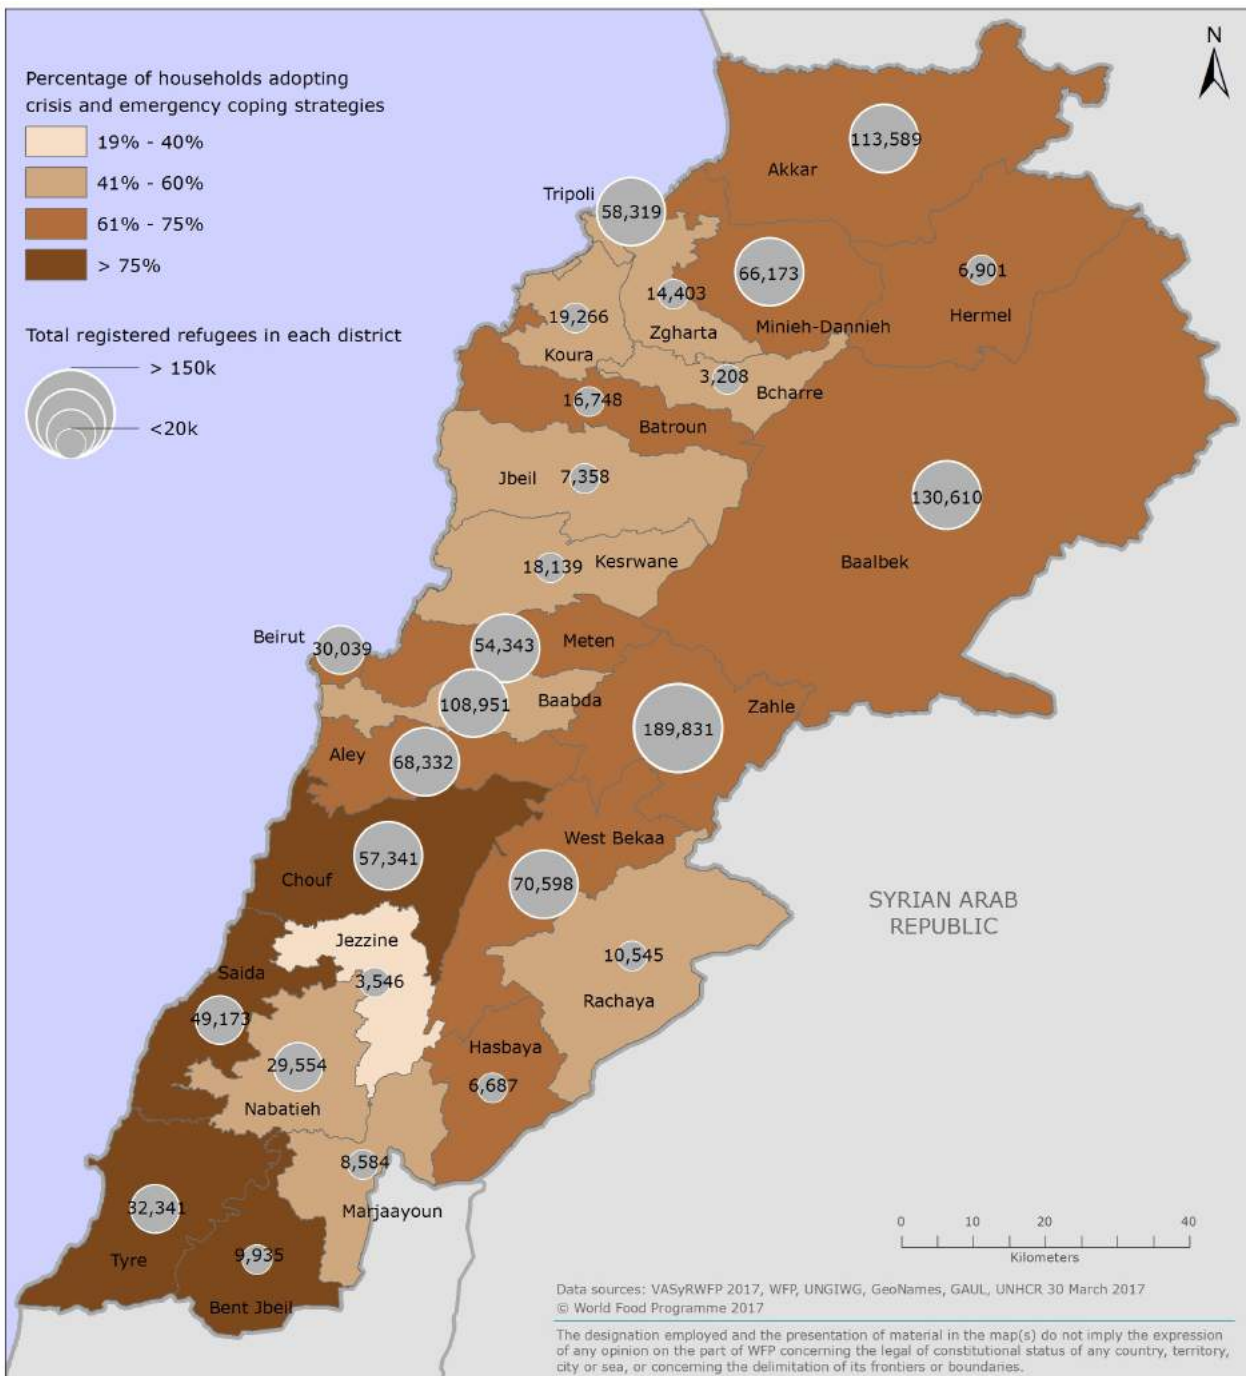 N
Percentage of households adopting
crisis and emergency coping strategies
19% - 40%
41% - 60%
61% - 75%
> 75%
Total registered refugees in each district
> 150k
<20k
113,589
Akkar
Tripoli
58,319
66,173
6,901
14,403
19,266
Hermel
Minieh-Dannieh
Zgharta
Koura
3,208
Bcharre
16,748
Batroun
Jbeil
7,358
130,610
Kesrwane
18,139
Baalbek
Beirut
30,039
54,343
Meten
108,951
Baabda
Zahle
189,831
Aley
68,332
West Bekaa
57,341
Chouf
70,598
SYRIAN ARAB
REPUBLIC
Jezzine
10,545
Saida
3,546
Rachaya
49,173
Hasbaya
29,554
6,687
Nabatieh
8,584
Marjaayoun
32,341
Tyre
9,935
Bent Jbeil
0 10 20 40
Kilometers
Data sources: VASyRWFP 2017, WFP, UNGIWG, GeoNames, GAUL, UNHCR 30 March 2017
© World Food Programme 2017
The designation employed and the presentation of material in the map(s) do not imply the expression
of any opinion on the part of WFP concerning the legal of constitutional status of any country, territory,
city or sea, or concerning the delimitation of its frontiers or boundaries.